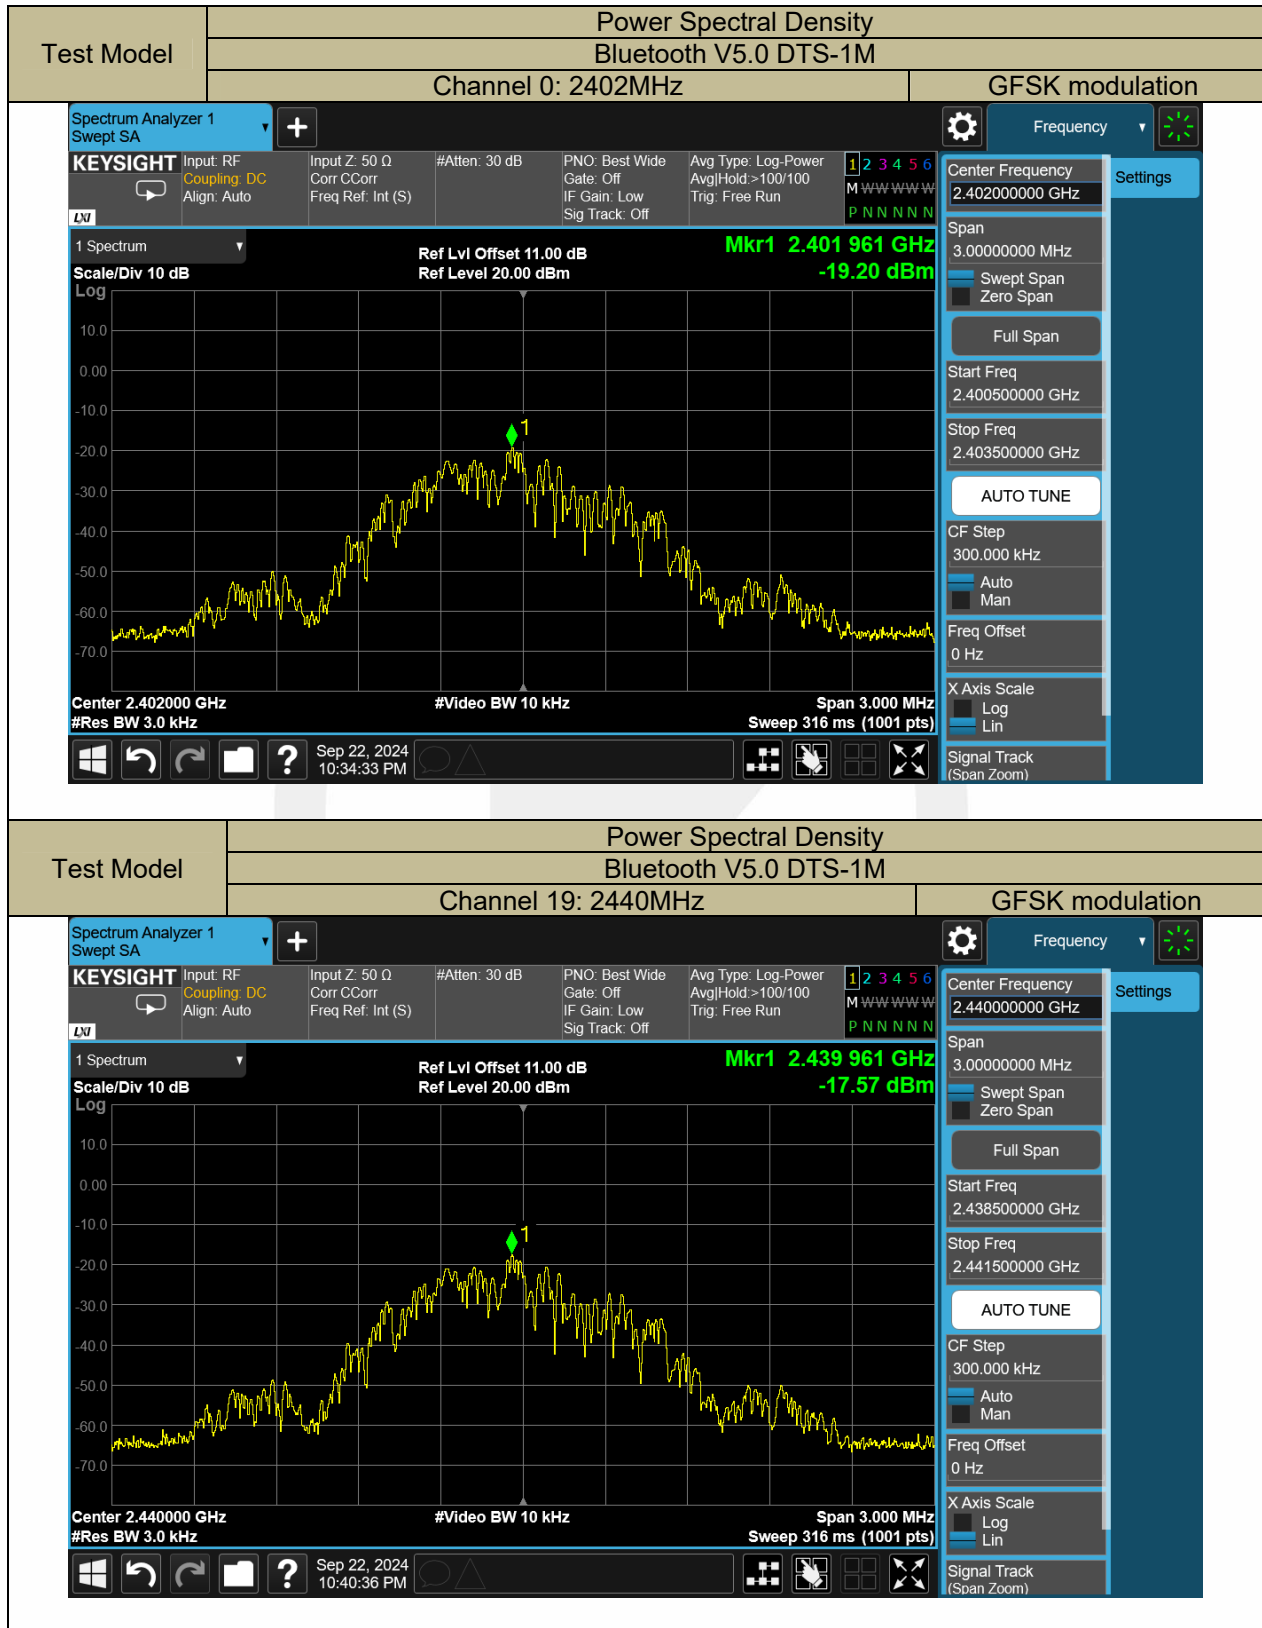 Test Model
Power Spectral Density
Bluetooth V5.0 DTS-1M
Channel 0: 2402MHz
GFSK modulation
Spectrum Analyzer 1
Swept SA
Frequency
KEYSIGHT
LXI
Input: RF
Coupling: DC
Align: Auto
Input Z: 50 Ω
Corr CCorr
Freq Ref: Int (S)
#Atten: 30 dB
PNO: Best Wide
Gate: Off
IF Gain: Low
Sig Track: Off
Avg Type: Log-Power
Avg|Hold:>100/100
Trig: Free Run
1 2 3 4 5 6
M W W W W W
P N N N N N
1 Spectrum
Scale/Div 10 dB
Log
Ref Lvl Offset 11.00 dB
Ref Level 20.00 dBm
Mkr1 2.401 961 GHz
-19.20 dBm
10.0
0.00
-10.0
-20.0
-30.0
-40.0
-50.0
-60.0
-70.0
1
Center 2.402000 GHz
#Res BW 3.0 kHz
#Video BW 10 kHz
Span 3.000 MHz
Sweep 316 ms (1001 pts)
Sep 22, 2024
10:34:33 PM
Center Frequency
2.402000000 GHz
Settings
Span
3.00000000 MHz
Swept Span
Zero Span
Full Span
Start Freq
2.400500000 GHz
Stop Freq
2.403500000 GHz
AUTO TUNE
CF Step
300.000 kHz
Auto
Man
Freq Offset
0 Hz
X Axis Scale
Log
Lin
Signal Track
(Span Zoom)
Test Model
Power Spectral Density
Bluetooth V5.0 DTS-1M
Channel 19: 2440MHz
GFSK modulation
Spectrum Analyzer 1
Swept SA
Frequency
KEYSIGHT
LXI
Input: RF
Coupling: DC
Align: Auto
Input Z: 50 Ω
Corr CCorr
Freq Ref: Int (S)
#Atten: 30 dB
PNO: Best Wide
Gate: Off
IF Gain: Low
Sig Track: Off
Avg Type: Log-Power
Avg|Hold:>100/100
Trig: Free Run
1 2 3 4 5 6
M W W W W W
P N N N N N
1 Spectrum
Scale/Div 10 dB
Log
Ref Lvl Offset 11.00 dB
Ref Level 20.00 dBm
Mkr1 2.439 961 GHz
-17.57 dBm
10.0
0.00
-10.0
-20.0
-30.0
-40.0
-50.0
-60.0
-70.0
1
Center 2.440000 GHz
#Res BW 3.0 kHz
#Video BW 10 kHz
Span 3.000 MHz
Sweep 316 ms (1001 pts)
Sep 22, 2024
10:40:36 PM
Center Frequency
2.440000000 GHz
Settings
Span
3.00000000 MHz
Swept Span
Zero Span
Full Span
Start Freq
2.438500000 GHz
Stop Freq
2.441500000 GHz
AUTO TUNE
CF Step
300.000 kHz
Auto
Man
Freq Offset
0 Hz
X Axis Scale
Log
Lin
Signal Track
(Span Zoom)